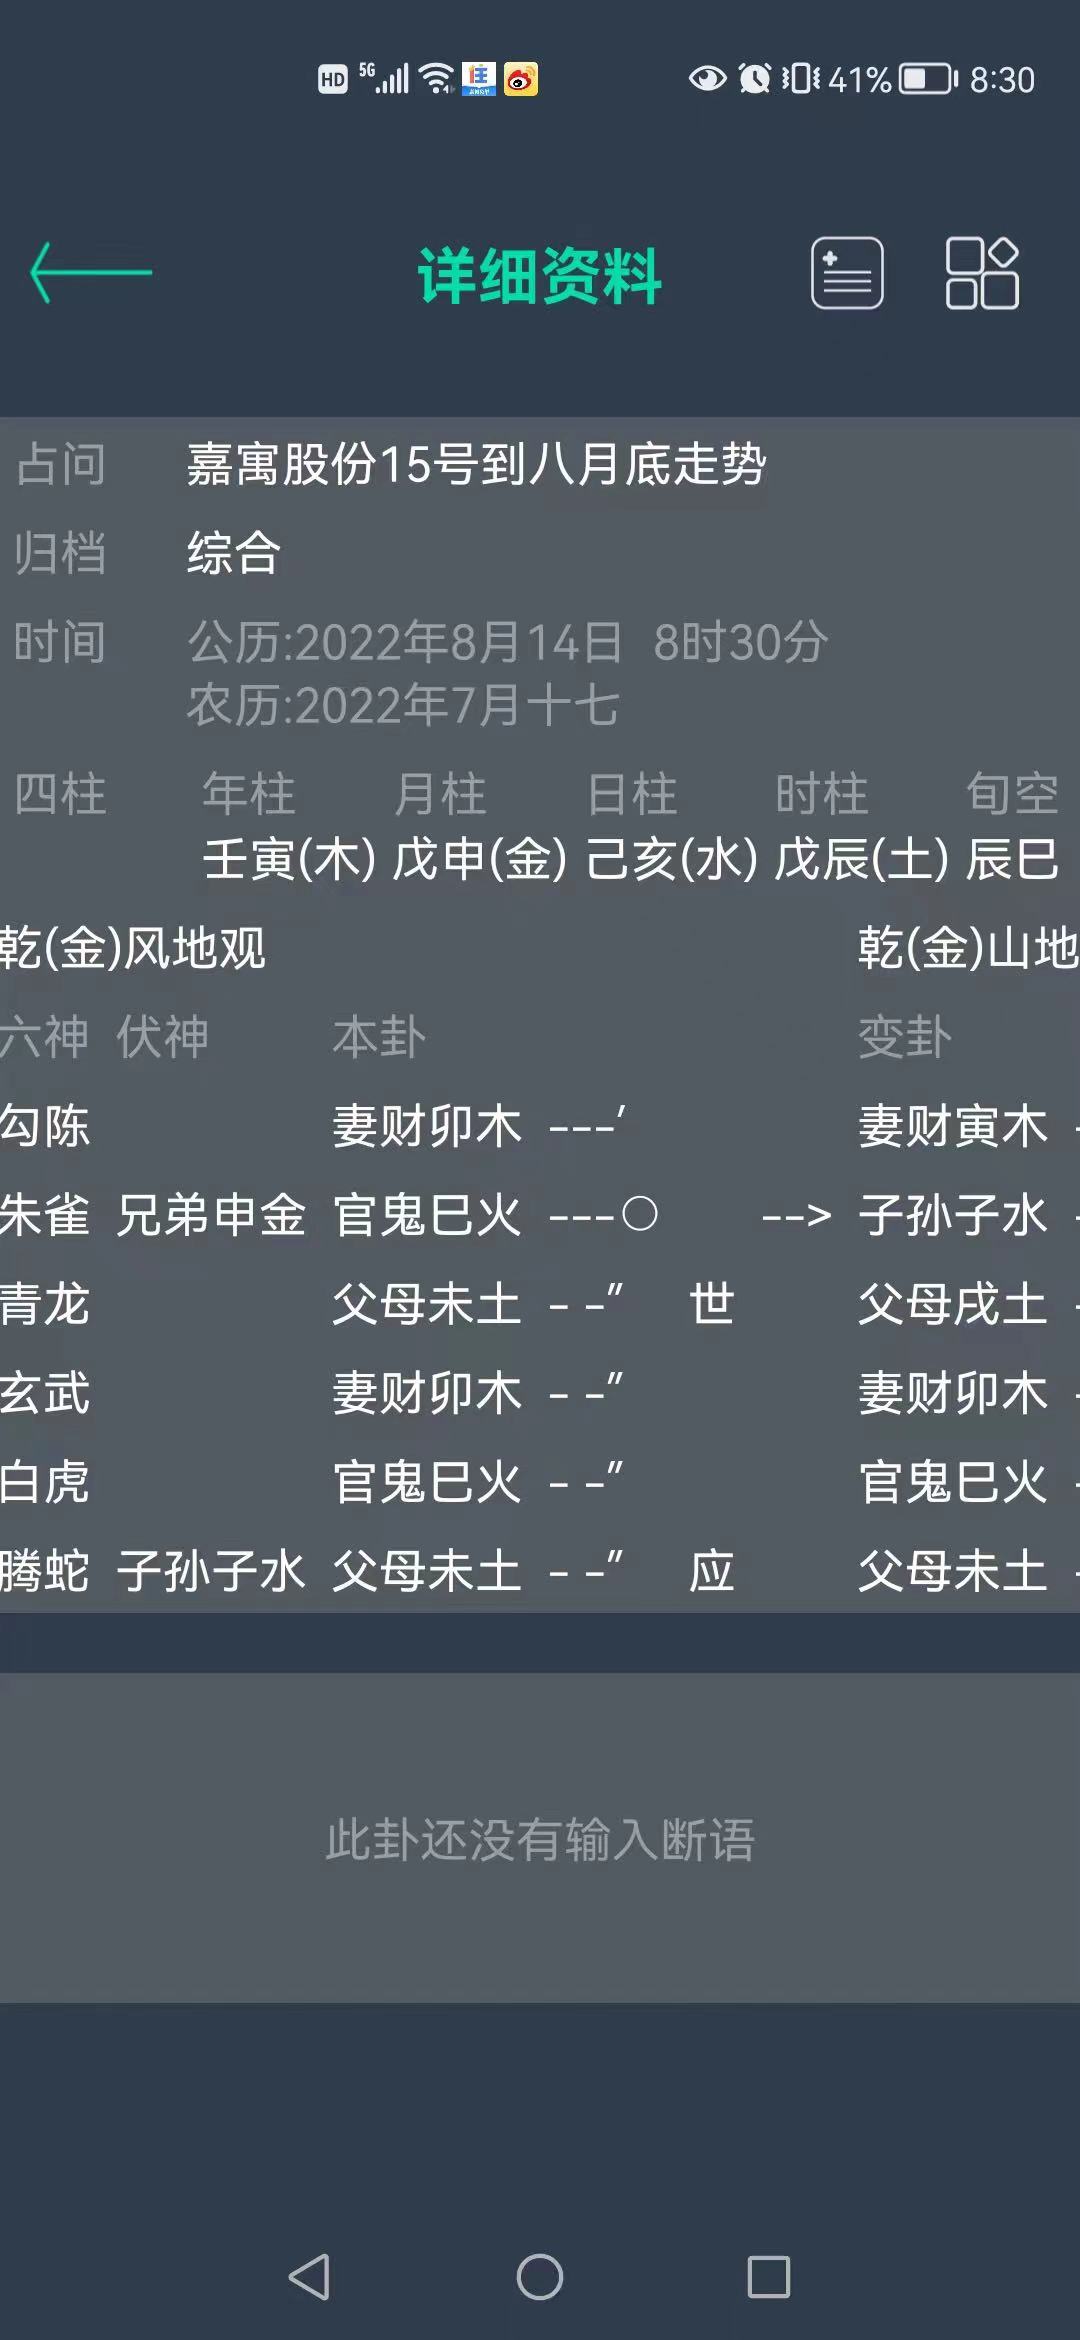 HD 5G 41% 8:30
详细资料
占问 嘉寓股份15号到八月底走势
归档 综合
时间 公历:2022年8月14日 8时30分
农历:2022年7月十七
四柱 年柱 月柱 日柱 时柱 旬空
壬寅(木) 戊申(金) 己亥(水) 戊辰(土) 辰巳
乾(金)风地观 乾(金)山地
六神 伏神 本卦 变卦
勾陈 妻财卯木 ---′ 妻财寅木 -
朱雀 兄弟申金 官鬼巳火 ---○ --> 子孙子水 -
青龙 父母未土 - -″ 世 父母戌土 -
玄武 妻财卯木 - -″ 妻财卯木 -
白虎 官鬼巳火 - -″ 官鬼巳火 -
腾蛇 子孙子水 父母未土 - -″ 应 父母未土 -
此卦还没有输入断语